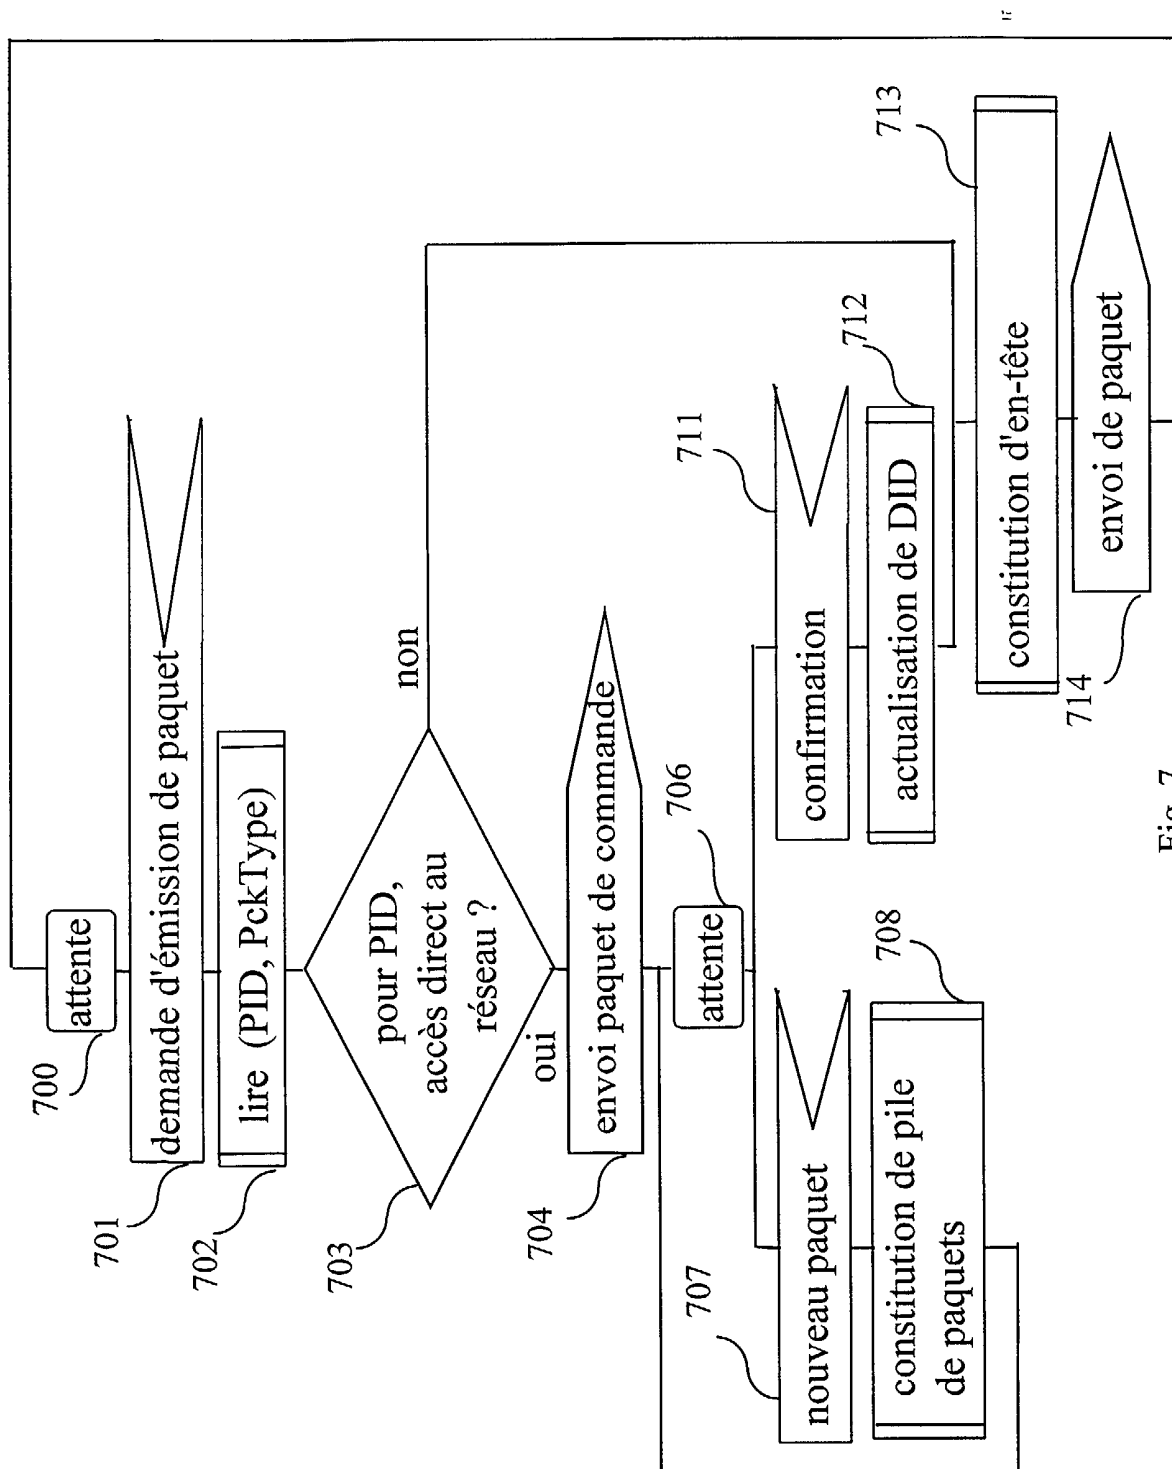 700
attente
701
demande d'émission de paquet
702
lire (PID, PckType)
703
pour PID,
accès direct au
réseau ?
non
oui
704
envoi paquet de commande
attente
706
707
nouveau paquet
711
confirmation
708
constitution de pile
de paquets
712
actualisation de DID
713
constitution d'en-tête
714
envoi de paquet
Fig. 7